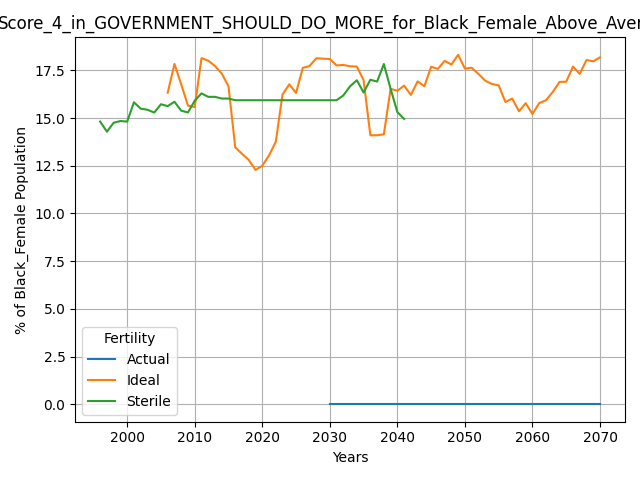 Score_4_in_GOVERNMENT_SHOULD_DO_MORE_for_Black_Female_Above_Aver
% of Black_Female Population
17.5
15.0
12.5
10.0
7.5
5.0
2.5
0.0
Fertility
Actual
Ideal
Sterile
2000 2010 2020 2030 2040 2050 2060 2070
Years